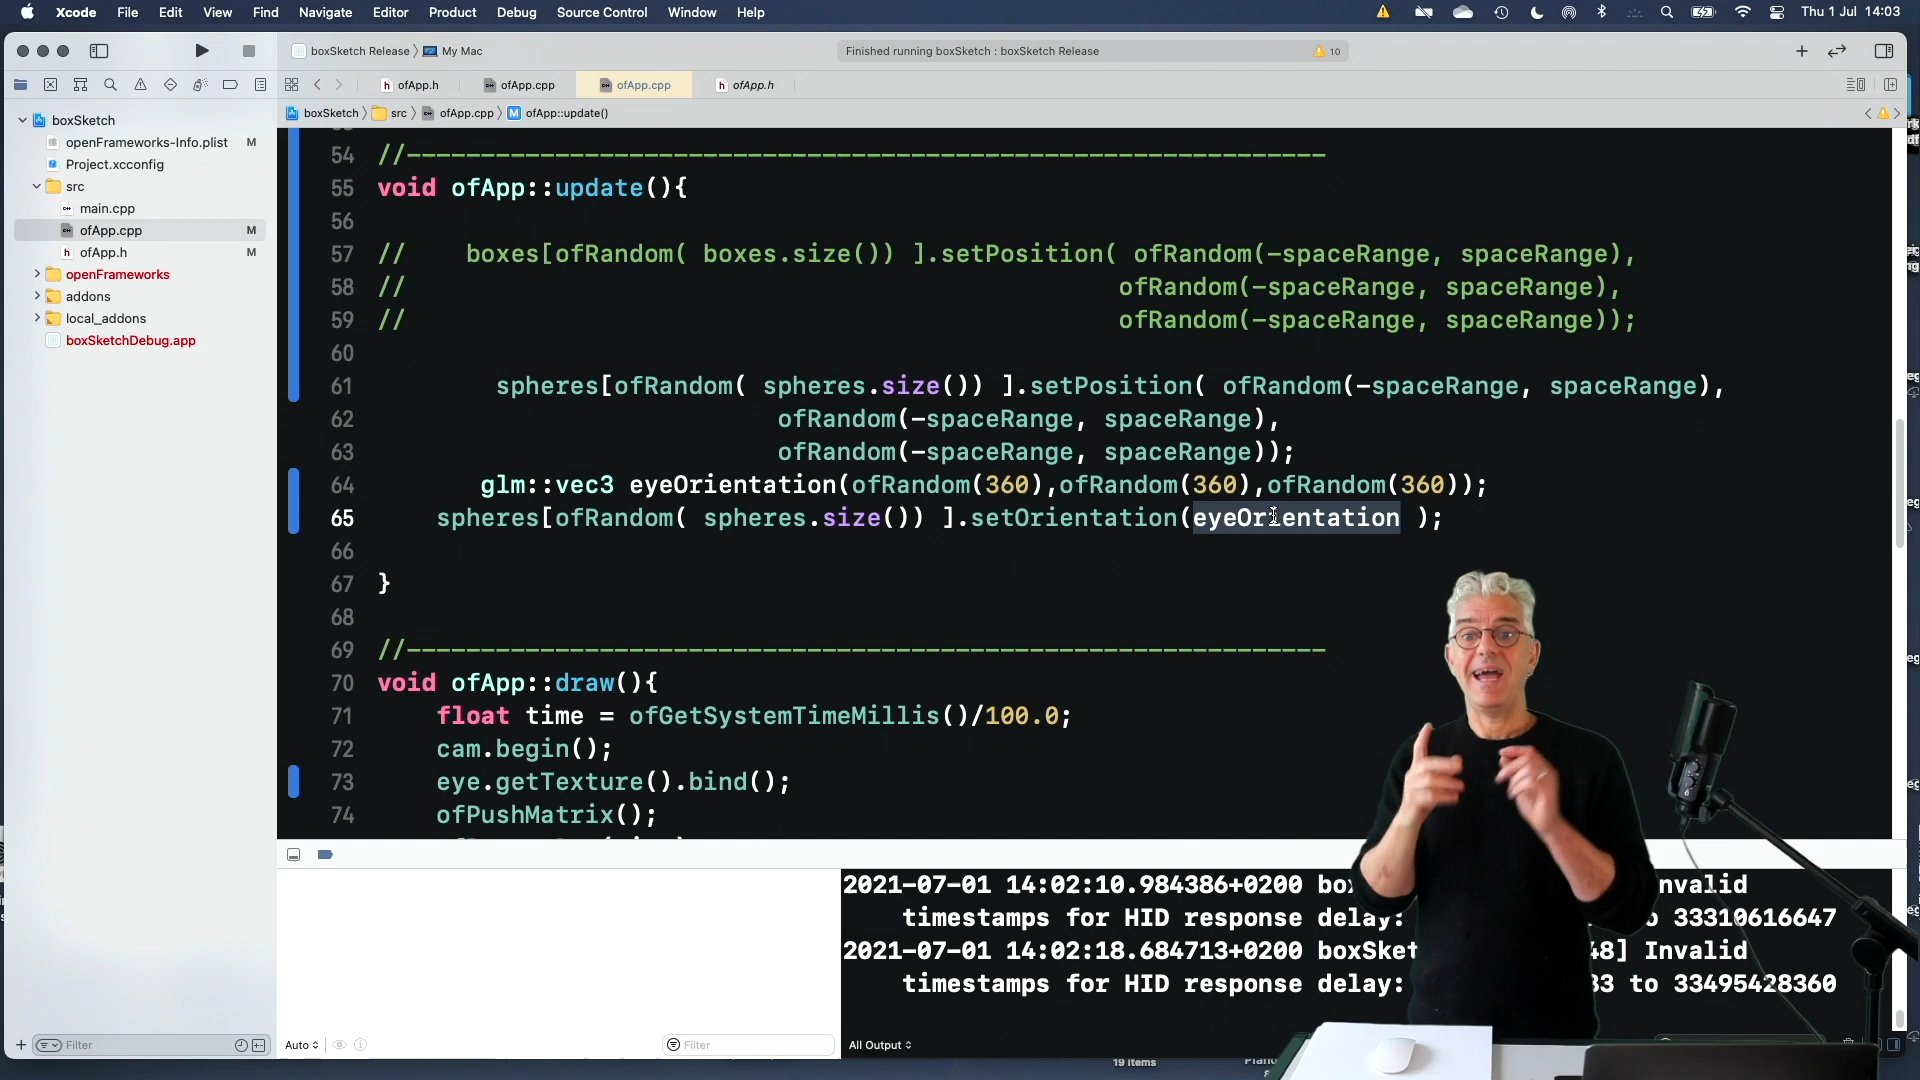 Xcode File Edit View Find Navigate Editor Product Debug Source Control Window Help Thu 1 Jul 14:03
boxSketch Release 〉 My Mac
Finished running boxSketch : boxSketch Release 10
ofApp.h ofApp.cpp ofApp.cpp ofApp.h
boxSketch 〉 src 〉 ofApp.cpp 〉 M ofApp::update()
boxSketch
openFrameworks-Info.plist M
Project.xcconfig
src
main.cpp
ofApp.cpp M
ofApp.h M
openFrameworks
addons
local_addons
boxSketchDebug.app
54 //--------------------------------------------------------------
55 void ofApp::update(){
56
57 // boxes[ofRandom( boxes.size()) ].setPosition( ofRandom(-spaceRange, spaceRange),
58 // ofRandom(-spaceRange, spaceRange),
59 // ofRandom(-spaceRange, spaceRange));
60
61 spheres[ofRandom( spheres.size()) ].setPosition( ofRandom(-spaceRange, spaceRange),
62 ofRandom(-spaceRange, spaceRange),
63 ofRandom(-spaceRange, spaceRange));
64 glm::vec3 eyeOrientation(ofRandom(360),ofRandom(360),ofRandom(360));
65 spheres[ofRandom( spheres.size()) ].setOrientation(eyeOrientation );
66
67 }
68
69 //--------------------------------------------------------------
70 void ofApp::draw(){
71 float time = ofGetSystemTimeMillis()/100.0;
72 cam.begin();
73 eye.getTexture().bind();
74 ofPushMatrix();
2021-07-01 14:02:10.984386+0200 bo nvalid
timestamps for HID response delay: to 33310616647
2021-07-01 14:02:18.684713+0200 boxSket 48] Invalid
timestamps for HID response delay: 33 to 33495428360
Filter
Auto
Filter
All Output
19 items